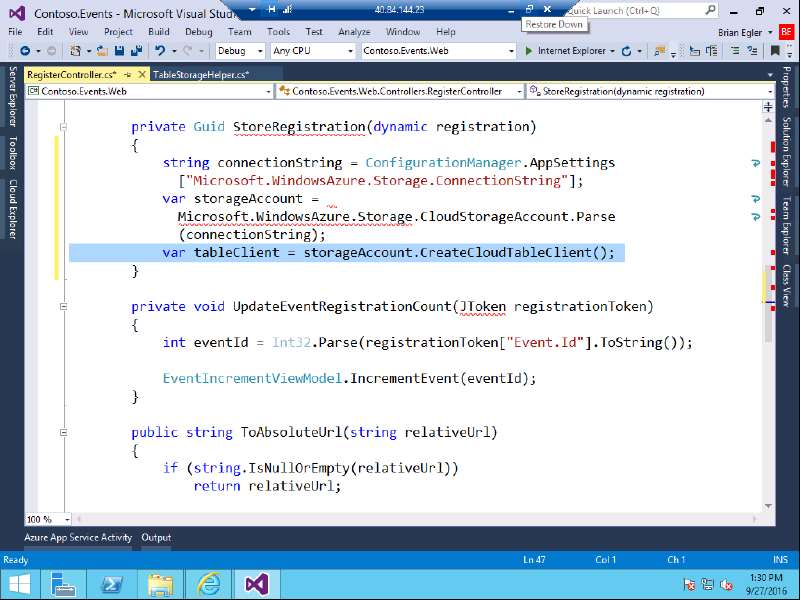 Contoso.Events - Microsoft Visual Studi
40.84.144.23
Quick Launch (Ctrl+Q)
Restore Down
File Edit View Project Build Debug Team Tools Test Analyze Window Help
Brian Egler BE
Debug Any CPU Contoso.Events.Web Internet Explorer
RegisterController.cs* TableStorageHelper.cs*
Contoso.Events.Web Contoso.Events.Web.Controllers.RegisterController StoreRegistration(dynamic registration)
Server Explorer
Toolbox
Cloud Explorer
private Guid StoreRegistration(dynamic registration)
{
string connectionString = ConfigurationManager.AppSettings
["Microsoft.WindowsAzure.Storage.ConnectionString"];
var storageAccount =
Microsoft.WindowsAzure.Storage.CloudStorageAccount.Parse
(connectionString);
var tableClient = storageAccount.CreateCloudTableClient();
}
private void UpdateEventRegistrationCount(JToken registrationToken)
{
int eventId = Int32.Parse(registrationToken["Event.Id"].ToString());
EventIncrementViewModel.IncrementEvent(eventId);
}
public string ToAbsoluteUrl(string relativeUrl)
{
if (string.IsNullOrEmpty(relativeUrl))
return relativeUrl;
Properties
Solution Explorer
Team Explorer
Class View
100 %
Azure App Service Activity Output
Ready Ln 47 Col 1 Ch 1 INS
1:30 PM
9/27/2016